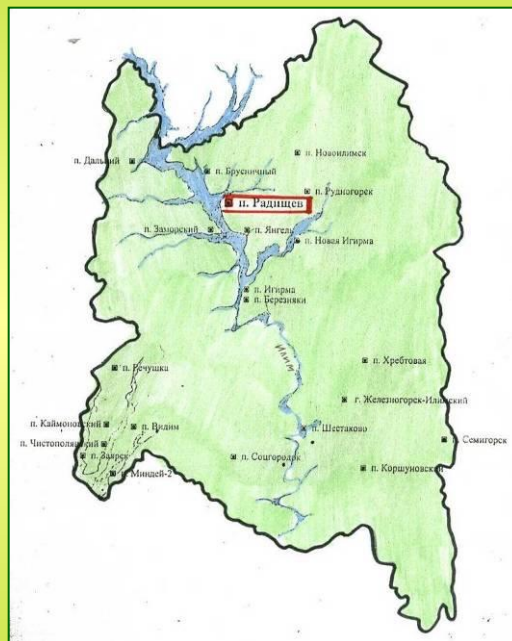 п. Дальний
п. Новоилимск
п. Брусничный
п. Рудногорск
п. Радищев
п. Заморский
п. Янгель
п. Новая Игирма
п. Игирма
п. Березняки
Илим
п. Хребтовая
п. Речушка
г. Железногорск-Илимский
п. Каймоновский
п. Видим
п. Шестаково
п. Чистополянский
п. Семигорск
п. Заярск
п. Соцгородок
п. Коршуновский
п. Миндей-2